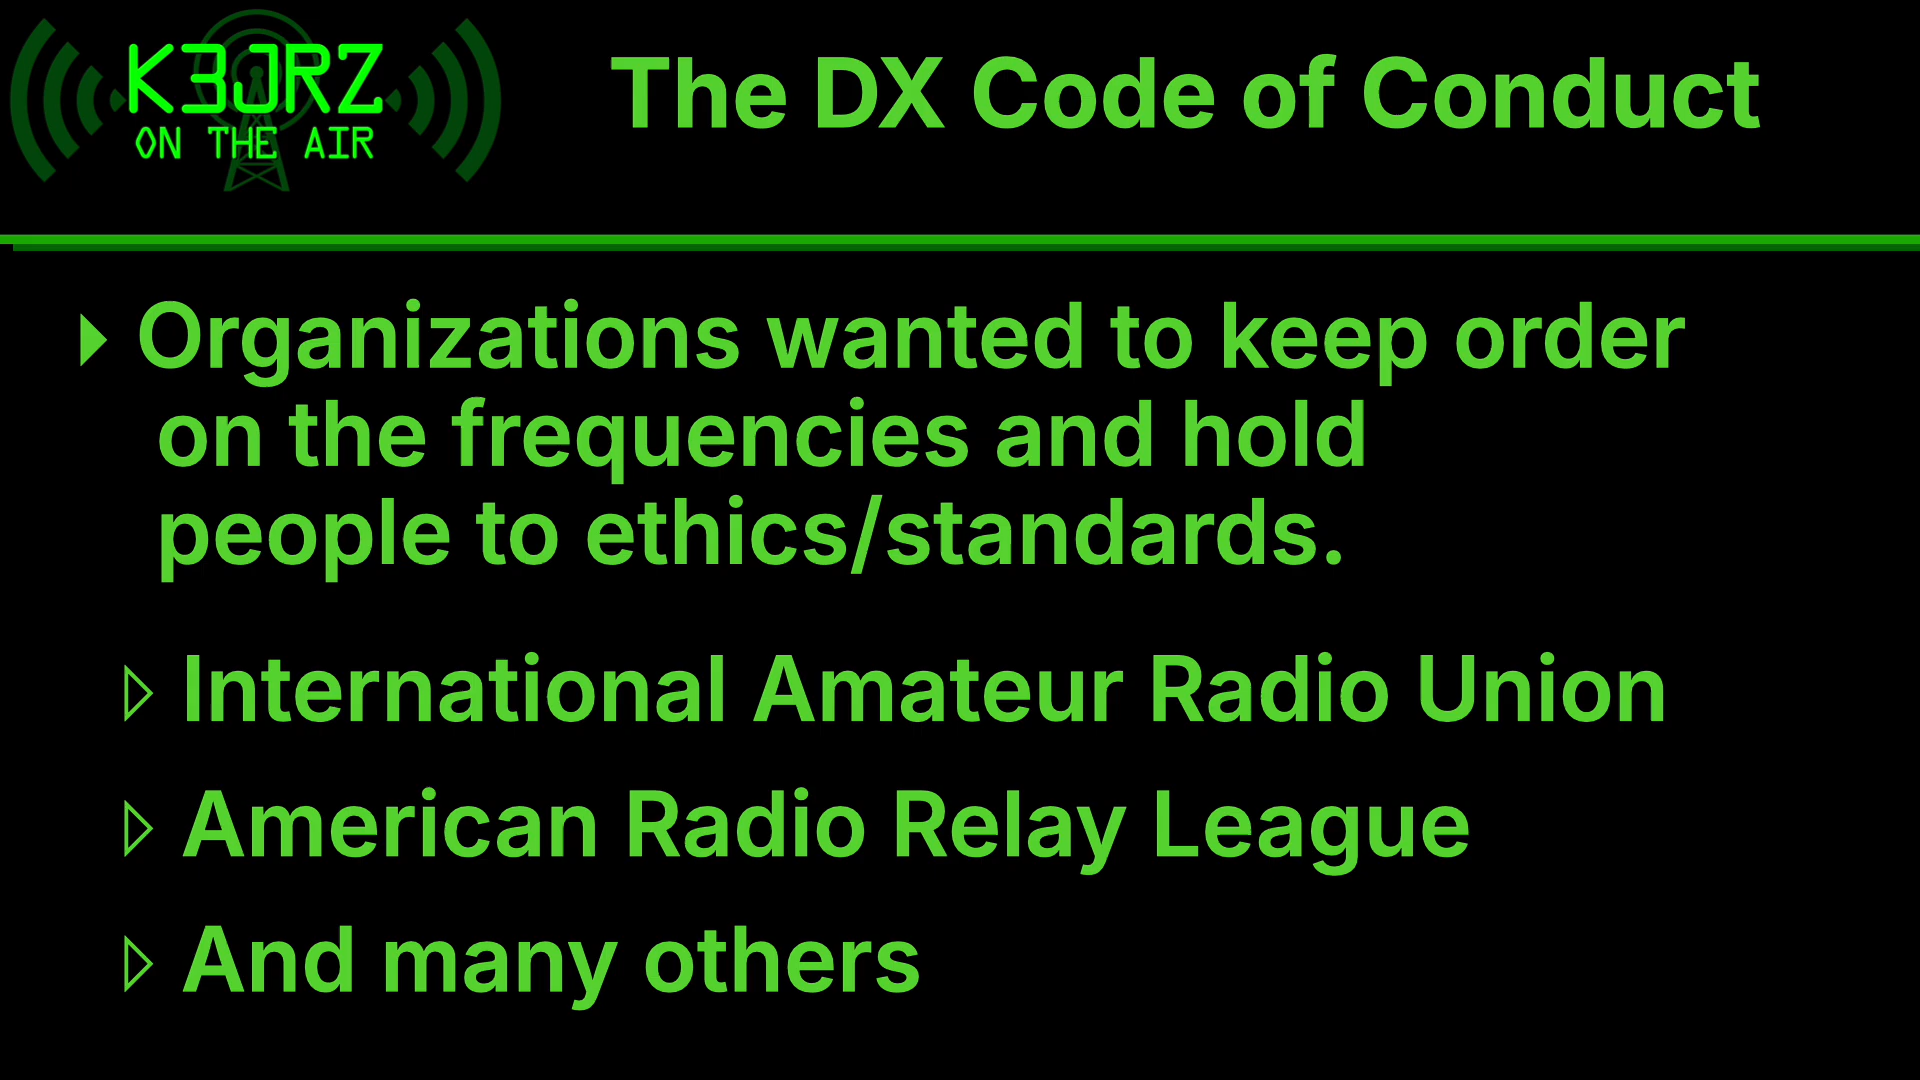 K3JRZ
ON THE AIR
The DX Code of Conduct
Organizations wanted to keep order
on the frequencies and hold
people to ethics/standards.
International Amateur Radio Union
American Radio Relay League
And many others